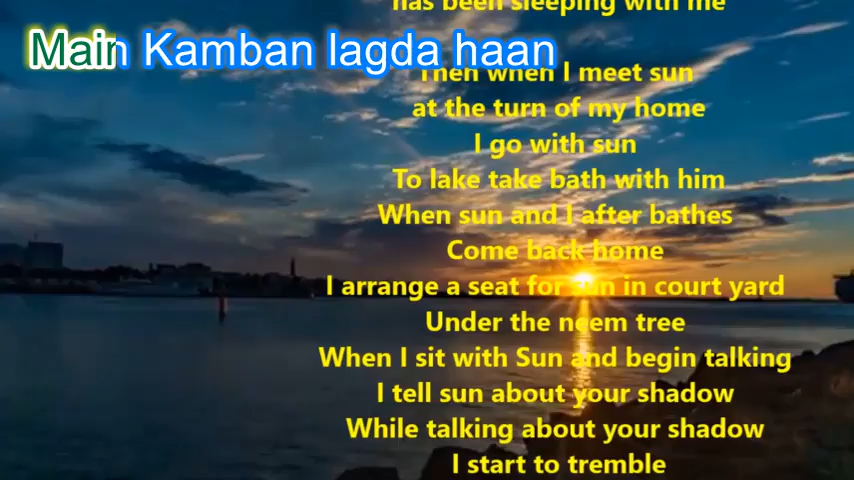 has been sleeping with me
Main Kamban lagda haan
Then when I meet sun
at the turn of my home
I go with sun
To lake take bath with him
When sun and I after bathes
Come back home
I arrange a seat for sun in court yard
Under the neem tree
When I sit with Sun and begin talking
I tell sun about your shadow
While talking about your shadow
I start to tremble